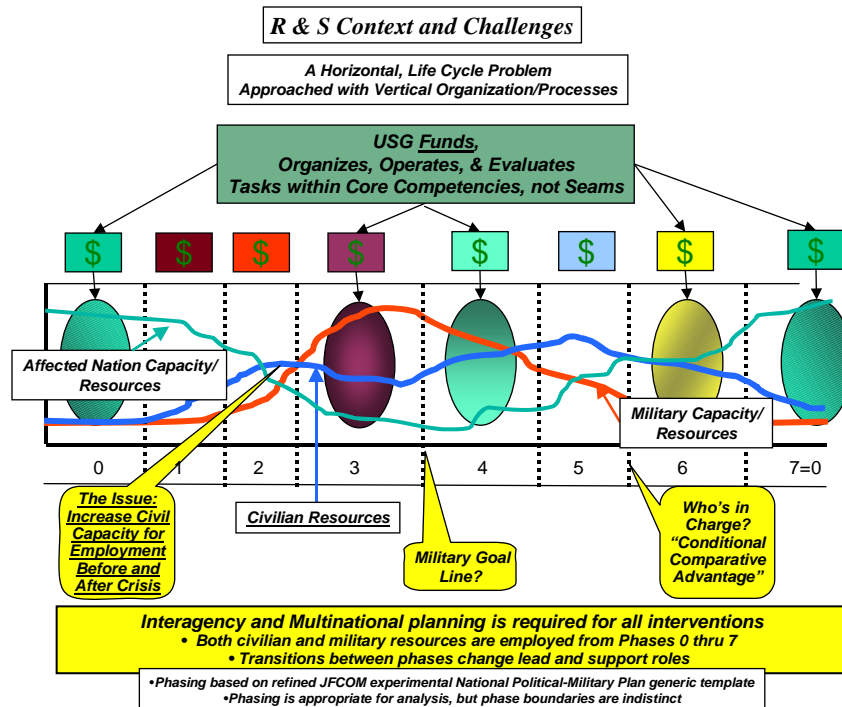 R & S Context and Challenges
A Horizontal, Life Cycle Problem
Approached with Vertical Organization/Processes
USG Funds,
Organizes, Operates, & Evaluates
Tasks within Core Competencies, not Seams
$ $ $ $ $ $ $ $
Affected Nation Capacity/
Resources
Military Capacity/
Resources
0 1 2 3 4 5 6 7=0
The Issue:
Increase Civil
Capacity for
Employment
Before and
After Crisis
Civilian Resources
Military Goal
Line?
Who's in
Charge?
“Conditional
Comparative
Advantage”
Interagency and Multinational planning is required for all interventions
• Both civilian and military resources are employed from Phases 0 thru 7
• Transitions between phases change lead and support roles
•Phasing based on refined JFCOM experimental National Political-Military Plan generic template
•Phasing is appropriate for analysis, but phase boundaries are indistinct